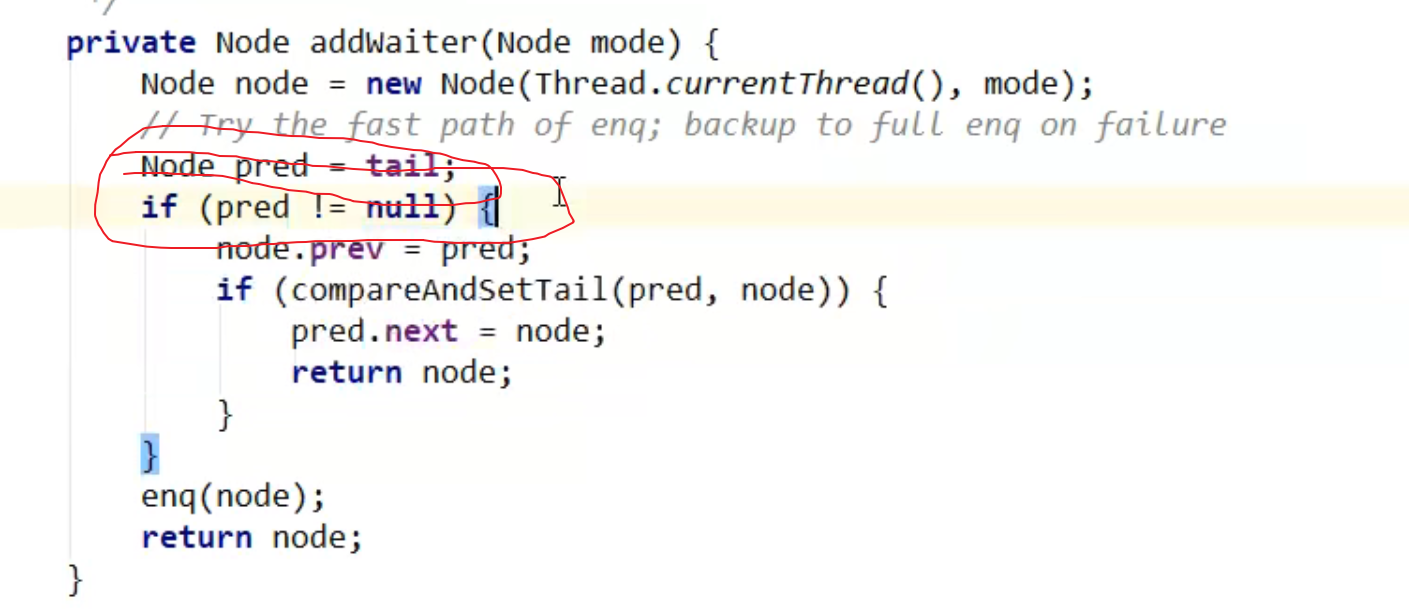 */
private Node addWaiter(Node mode) {
Node node = new Node(Thread.currentThread(), mode);
// Try the fast path of enq; backup to full enq on failure
Node pred = tail;
if (pred != null) {
node.prev = pred;
if (compareAndSetTail(pred, node)) {
pred.next = node;
return node;
}
}
enq(node);
return node;
}